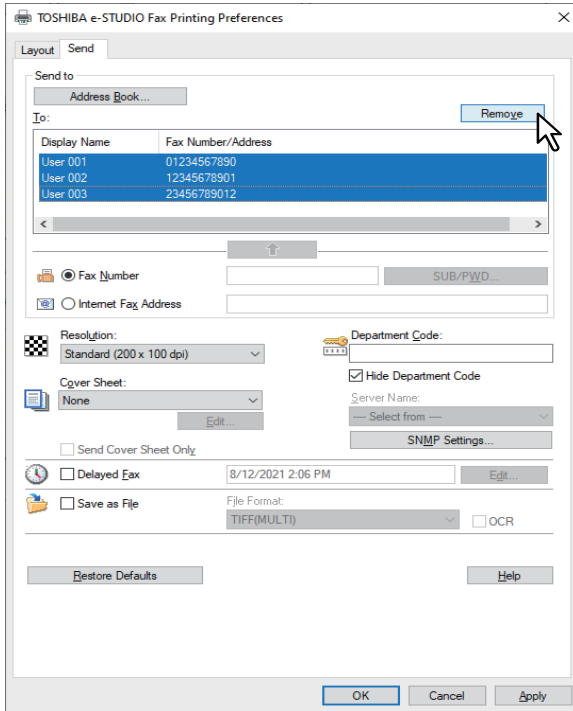 TOSHIBA e-STUDIO Fax Printing Preferences
Layout Send
Send to
Address Book...
To:
Remove
Display Name Fax Number/Address
User 001 01234567890
User 002 12345678901
User 003 23456789012
Fax Number
SUB/PWD...
Internet Fax Address
Resolution:
Standard (200 x 100 dpi)
Department Code:
Hide Department Code
Cover Sheet:
None
Edit...
Server Name:
---- Select from ----
SNMP Settings...
Send Cover Sheet Only
Delayed Fax
8/12/2021 2:06 PM
Edit...
Save as File
File Format:
TIFF(MULTI)
OCR
Restore Defaults
Help
OK Cancel Apply